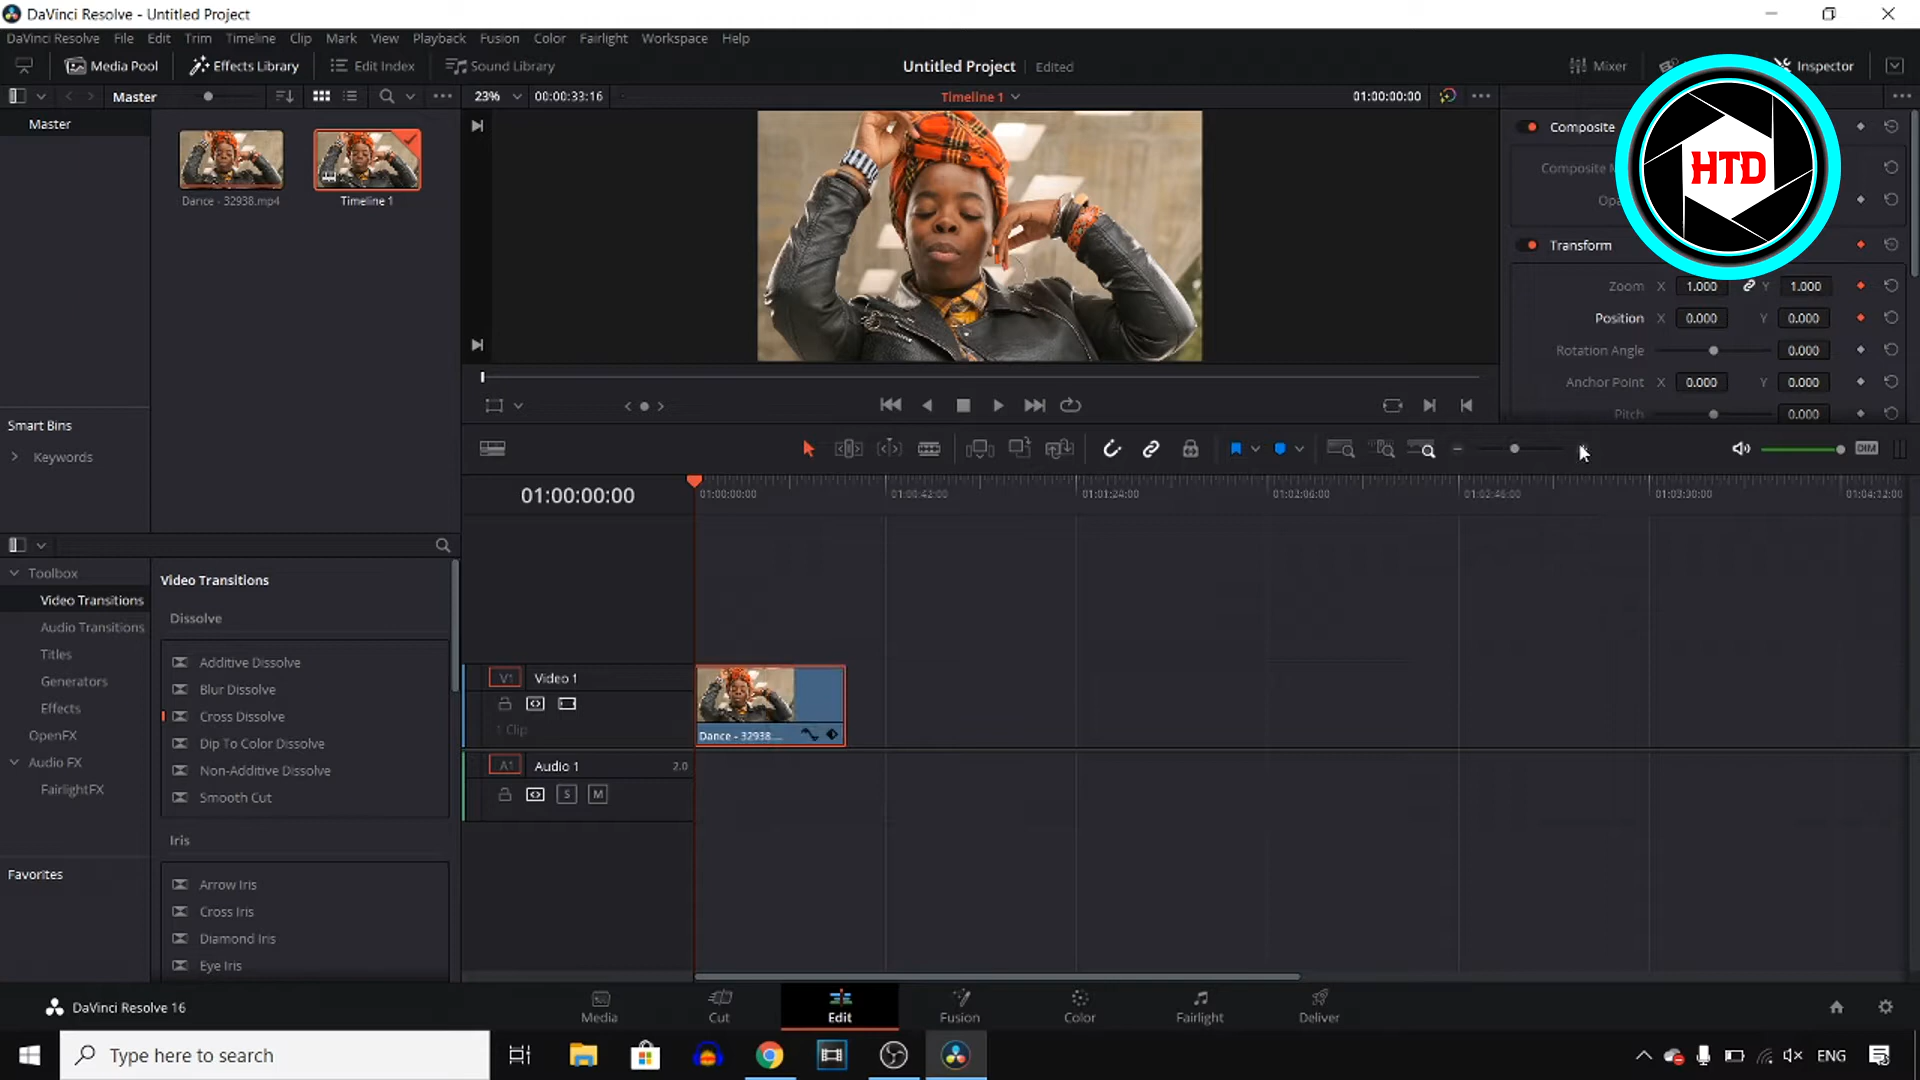 DaVinci Resolve - Untitled Project
DaVinci Resolve File Edit Trim Timeline Clip Mark View Playback Fusion Color Fairlight Workspace Help
Media Pool Effects Library Edit Index Sound Library Untitled Project Edited Mixer Inspector
Master 23% 00:00:33:16 Timeline 1 01:00:00:00
Master
Dance - 32938.mp4
Timeline 1
Smart Bins
Keywords
Composite
Composite
HTD
Transform
Zoom X 1.000 Y 1.000
Position X 0.000 Y 0.000
Rotation Angle 0.000
Anchor Point X 0.000 Y 0.000
Pitch 0.000
DIM
01:00:00:00
01:00:00:00 01:00:42:00 01:01:24:00 01:02:06:00 01:02:48:00 01:03:30:00 01:04:12:00
Toolbox
Video Transitions
Audio Transitions
Titles
Generators
Effects
OpenFX
Audio FX
FairlightFX
Favorites
Video Transitions
Dissolve
Additive Dissolve
Blur Dissolve
Cross Dissolve
Dip To Color Dissolve
Non-Additive Dissolve
Smooth Cut
Iris
Arrow Iris
Cross Iris
Diamond Iris
Eye Iris
V1 Video 1
1 Clip
Dance - 32938....
A1 Audio 1 2.0
S M
DaVinci Resolve 16
Media Cut Edit Fusion Color Fairlight Deliver
Type here to search
ENG